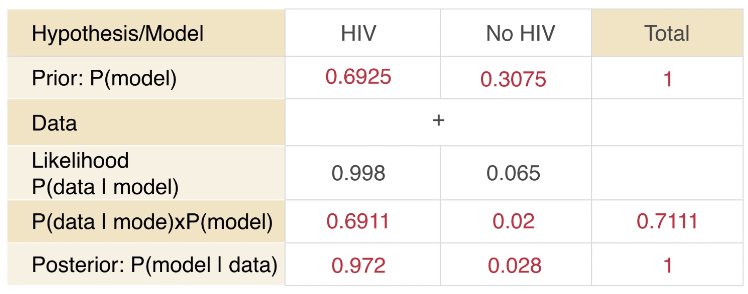 Hypothesis/Model HIV No HIV Total
Prior: P(model) 0.6925 0.3075 1
Data +
Likelihood
P(data | model) 0.998 0.065
P(data | mode)xP(model) 0.6911 0.02 0.7111
Posterior: P(model | data) 0.972 0.028 1